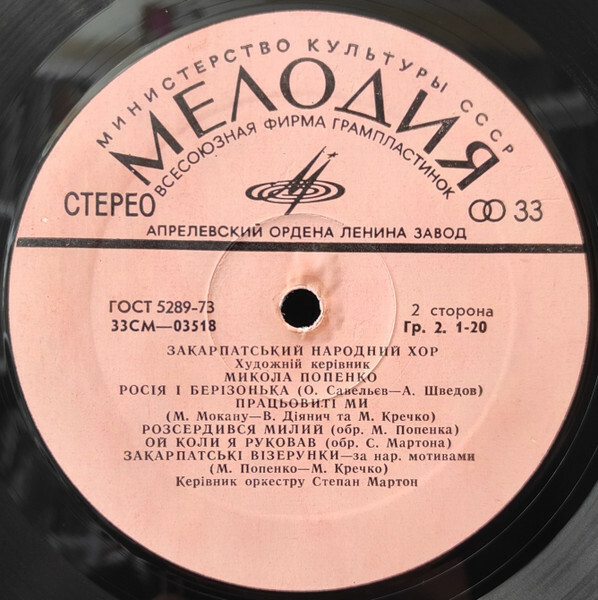 МИНИСТЕРСТВО КУЛЬТУРЫ СССР
МЕЛОДИЯ
ВСЕСОЮЗНАЯ ФИРМА ГРАМПЛАСТИНОК
СТЕРЕО
33
АПРЕЛЕВСКИЙ ОРДЕНА ЛЕНИНА ЗАВОД
ГОСТ 5289-73
2 сторона
33СМ—03518
Гр. 2. 1-20
ЗАКАРПАТСЬКИЙ НАРОДНИЙ ХОР
Художній керівник
МИКОЛА ПОПЕНКО
РОСІЯ І БЕРІЗОНЬКА (О. Савельєв—А. Шведов)
ПРАЦЬОВИТІ МИ
(М. Мокану—В. Діянич та М. Кречко)
РОЗСЕРДИВСЯ МИЛИЙ (обр. М. Попенка)
ОЙ КОЛИ Я РУКОВАВ (обр. С. Мартона)
ЗАКАРПАТСЬКІ ВІЗЕРУНКИ—за нар. мотивами
(М. Попенко—М. Кречко)
Керівник оркестру Степан Мартон